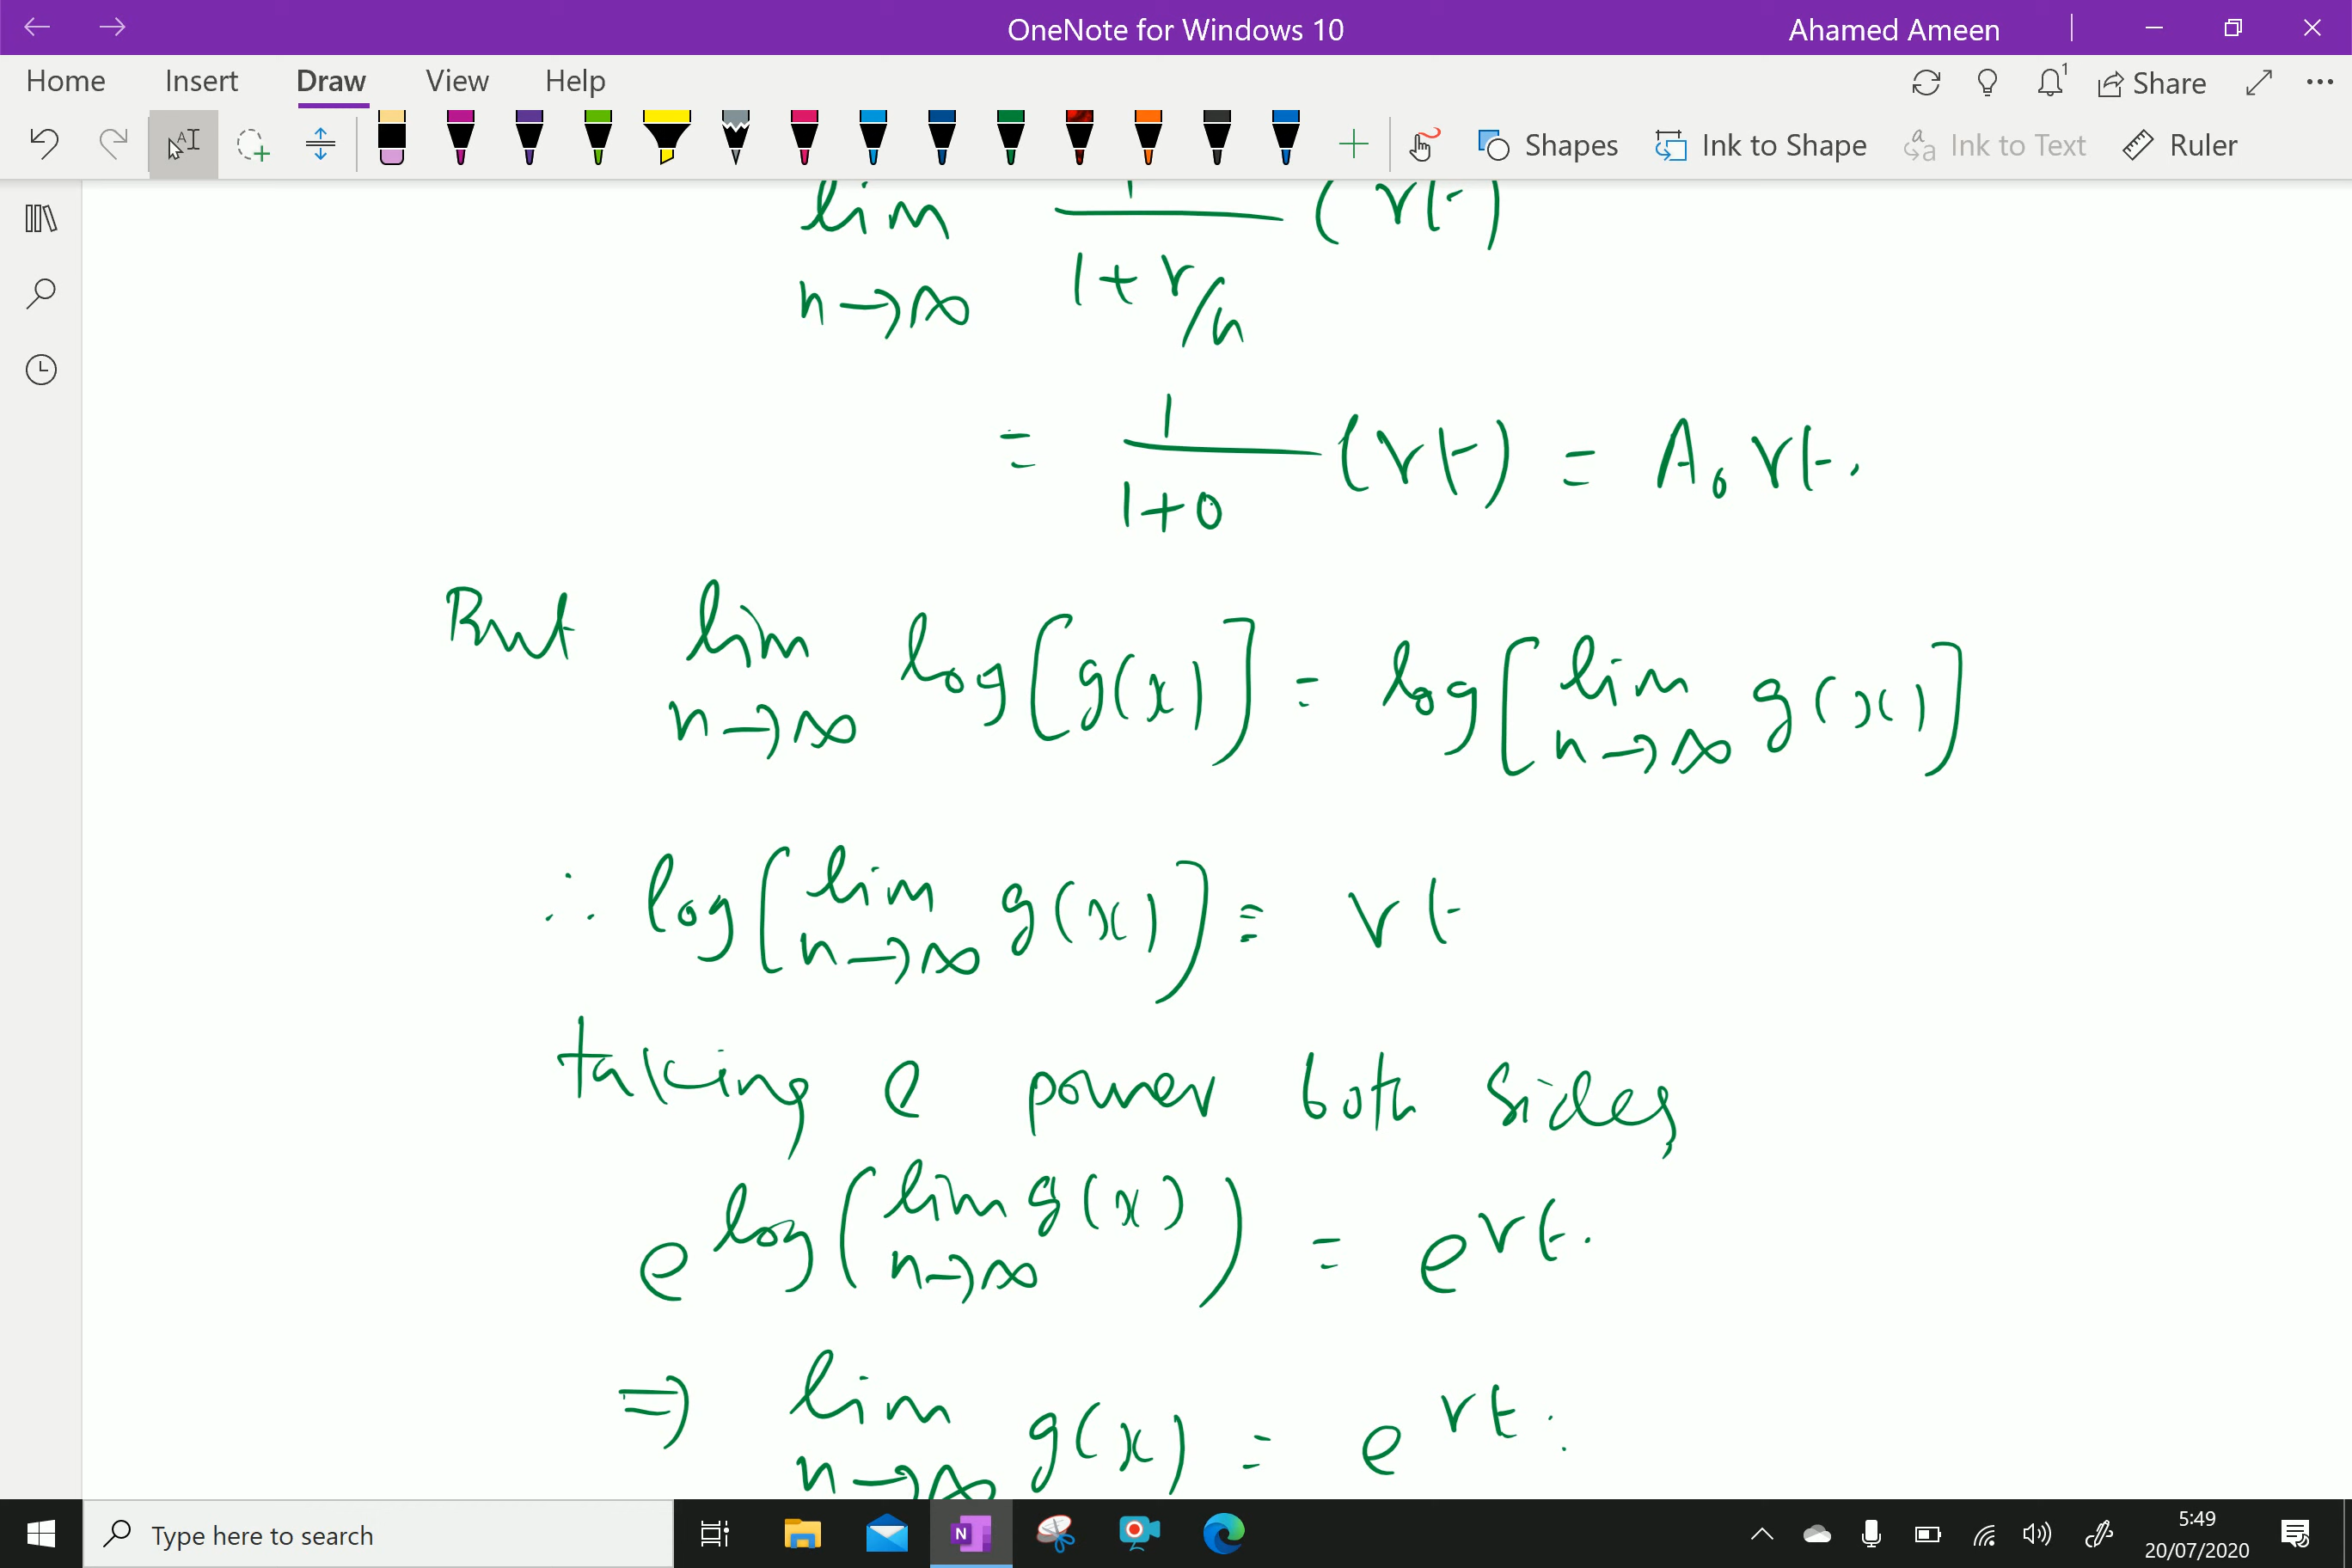 OneNote for Windows 10 Ahamed Ameen
Home Insert Draw View Help Share
Shapes Ink to Shape Ink to Text Ruler
lim 1/(1+r/n) (rt)
n→∞
= 1/(1+0) (rt) = A₀ rt.
But lim log[g(x)] = log[lim g(x)]
n→∞ n→∞
∴ log[lim g(x)] = rt
n→∞
taking e power both sides,
e^log(lim g(x)) = e^rt.
n→∞
⇒ lim g(x) = e^rt.
n→∞
Type here to search
5:49
20/07/2020